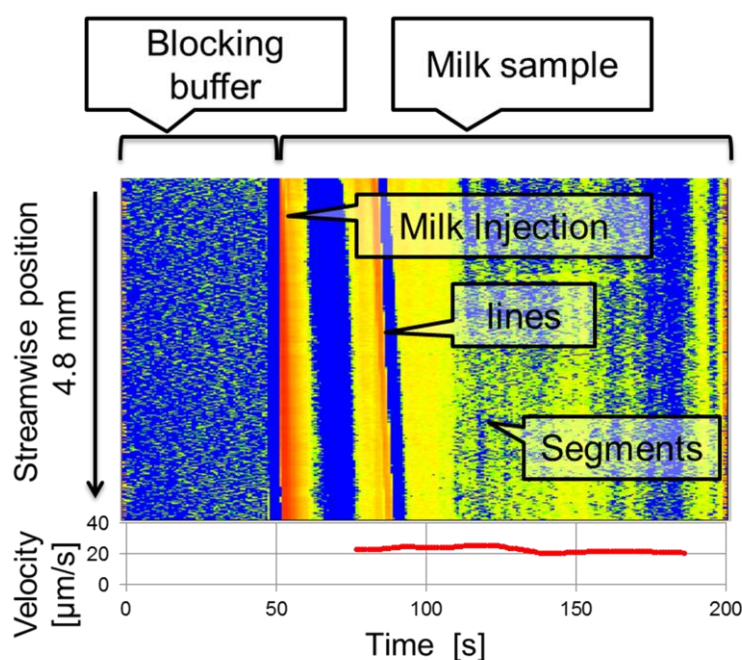 Blocking
buffer
Milk sample
Streamwise position
4.8 mm
Milk Injection
lines
Segments
Velocity
[µm/s]
40
20
0
0
50
100
150
200
Time [s]